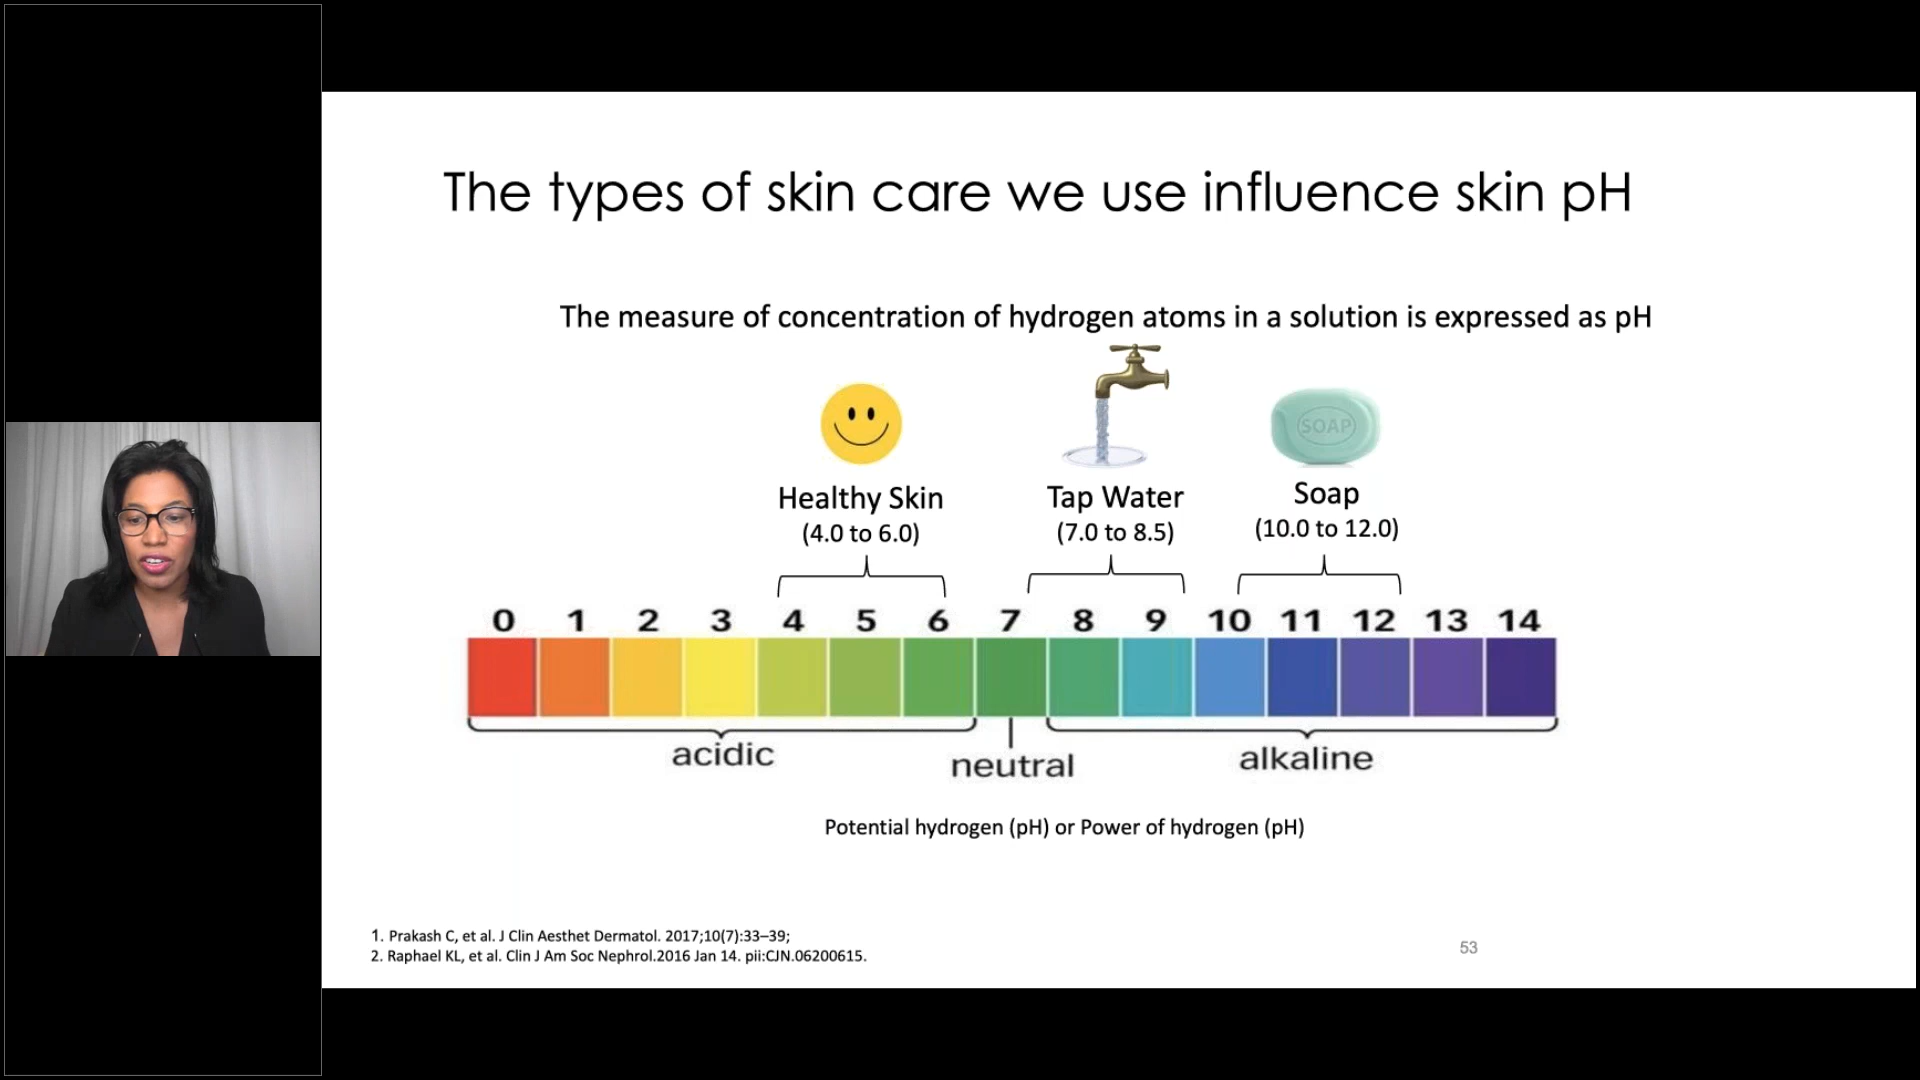 The types of skin care we use influence skin pH
The measure of concentration of hydrogen atoms in a solution is expressed as pH
SOAP
Healthy Skin
(4.0 to 6.0)
Tap Water
(7.0 to 8.5)
Soap
(10.0 to 12.0)
0 1 2 3 4 5 6 7 8 9 10 11 12 13 14
acidic
neutral
alkaline
Potential hydrogen (pH) or Power of hydrogen (pH)
1. Prakash C, et al. J Clin Aesthet Dermatol. 2017;10(7):33–39;
2. Raphael KL, et al. Clin J Am Soc Nephrol.2016 Jan 14. pii:CJN.06200615.
53